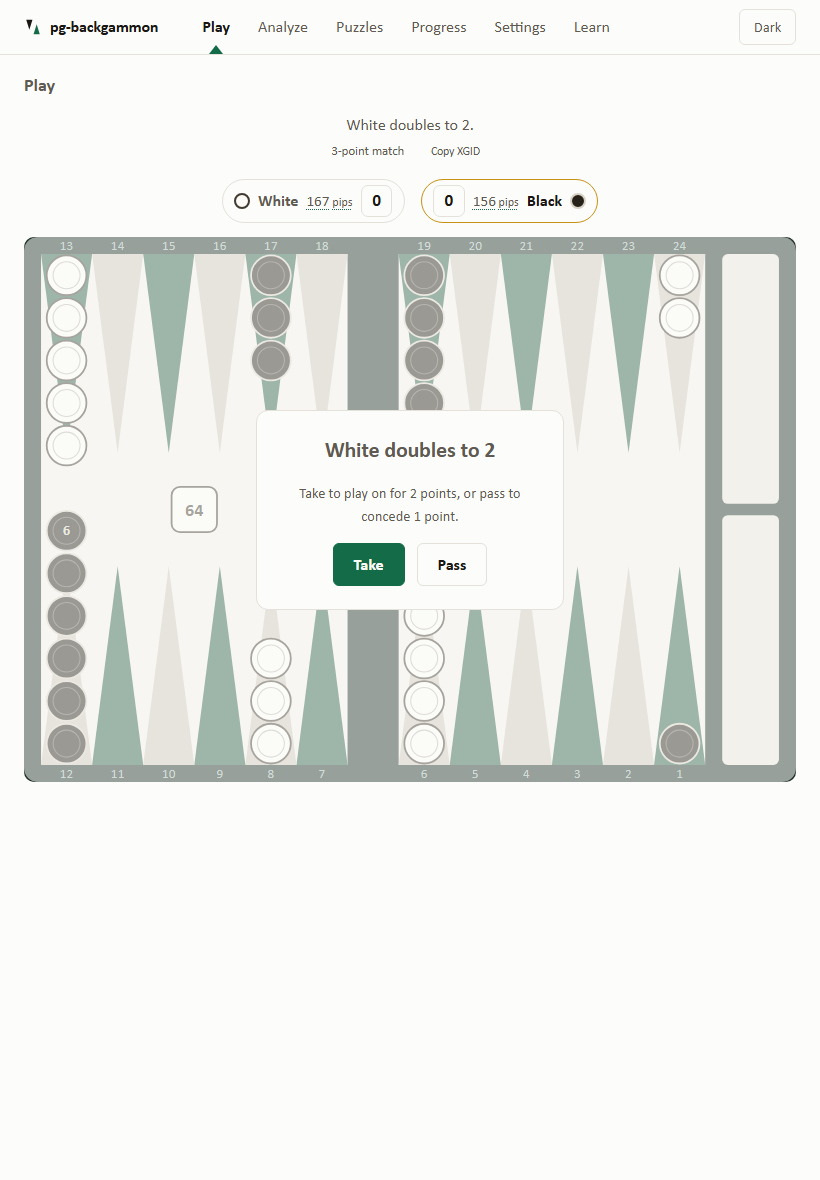 pg-backgammon Play Analyze Puzzles Progress Settings Learn Dark
Play
White doubles to 2.
3-point match Copy XGID
White 167 pips 0 0 156 pips Black
13 14 15 16 17 18 19 20 21 22 23 24
White doubles to 2
Take to play on for 2 points, or pass to
concede 1 point.
64
6
Take Pass
12 11 10 9 8 7 6 5 4 3 2 1